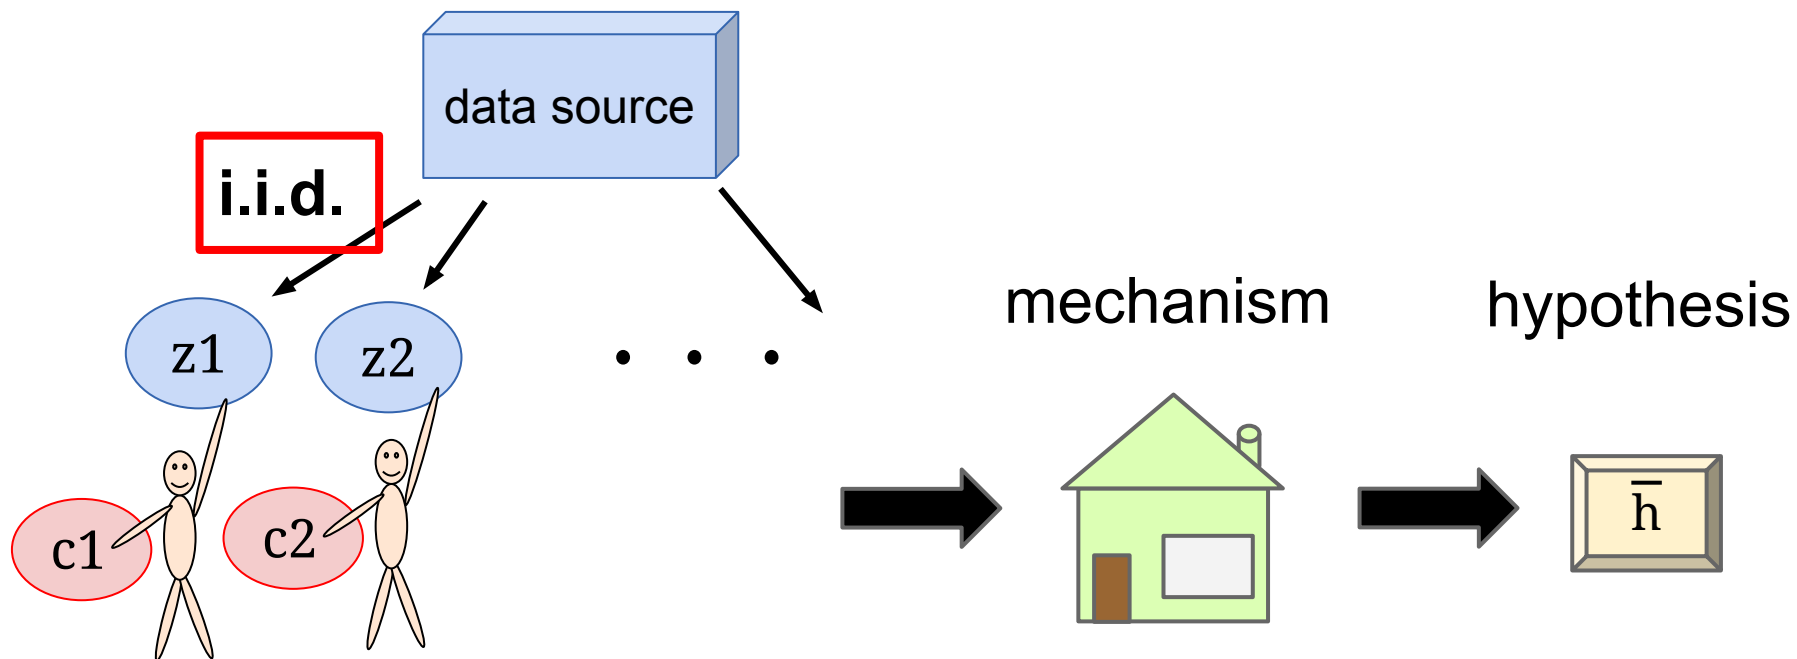 data source
i.i.d.
z1
z2
. . .
c1
c2
mechanism
hypothesis
h̅